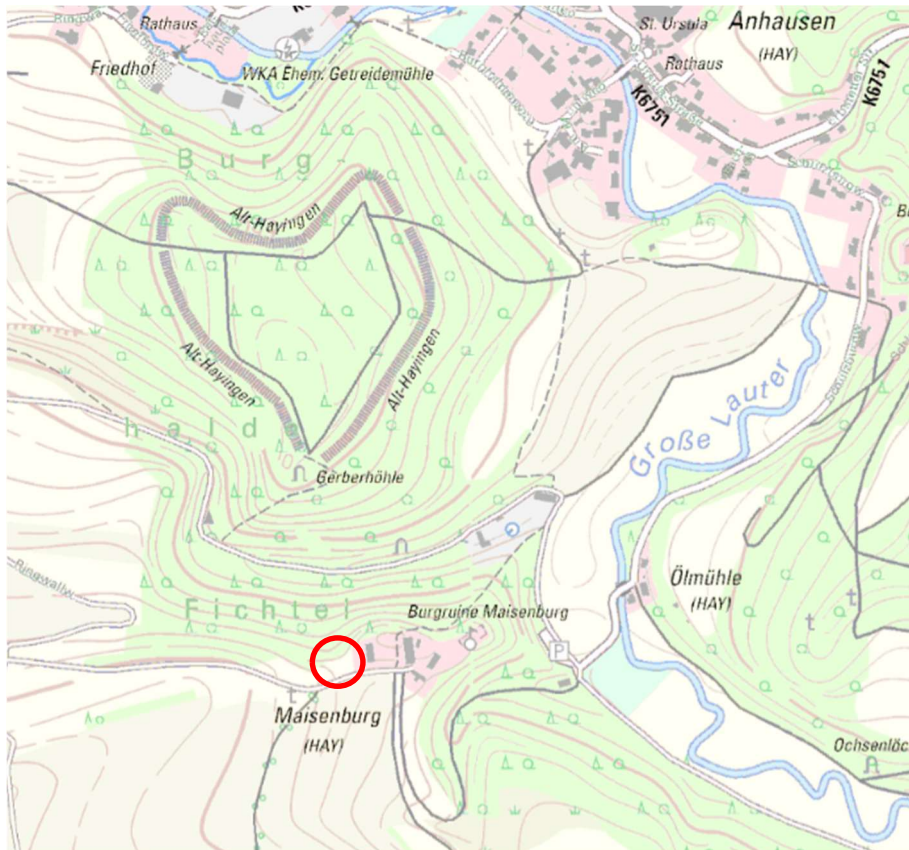 Rathaus
St. Ursula
Anhausen
(HAY)
Friedhof
WKA Ehem. Getreidemühle
Rathaus
K6751
K6751
Burg-
Alt-Hayingen
Alt-Hayingen
Alt-Hayingen
halde
Große Lauter
Gerberhöhle
Ölmühle
(HAY)
Fichtel
Burgruine Maisenburg
P
Maisenburg
(HAY)
Ochsenlöc